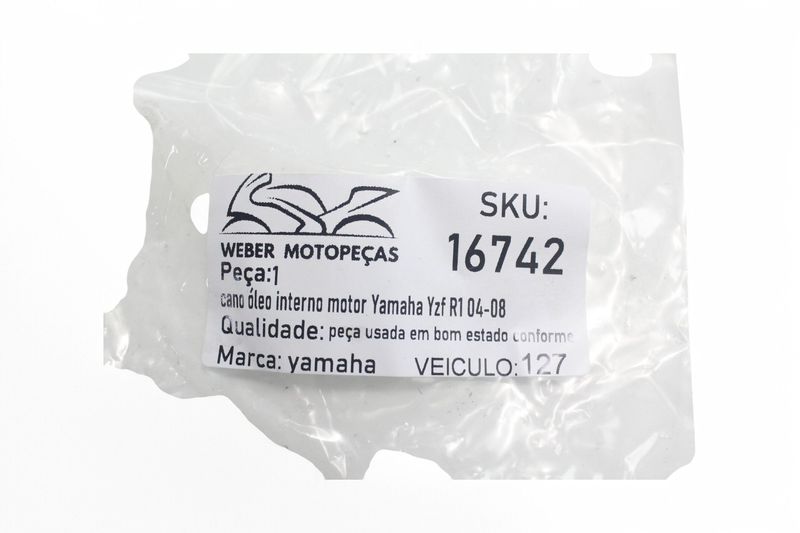 SKU:
16742
WEBER MOTOPEÇAS
Peça:1
cano óleo interno motor Yamaha Yzf R1 04-08
Qualidade: peça usada em bom estado conforme
Marca: yamaha VEICULO:127